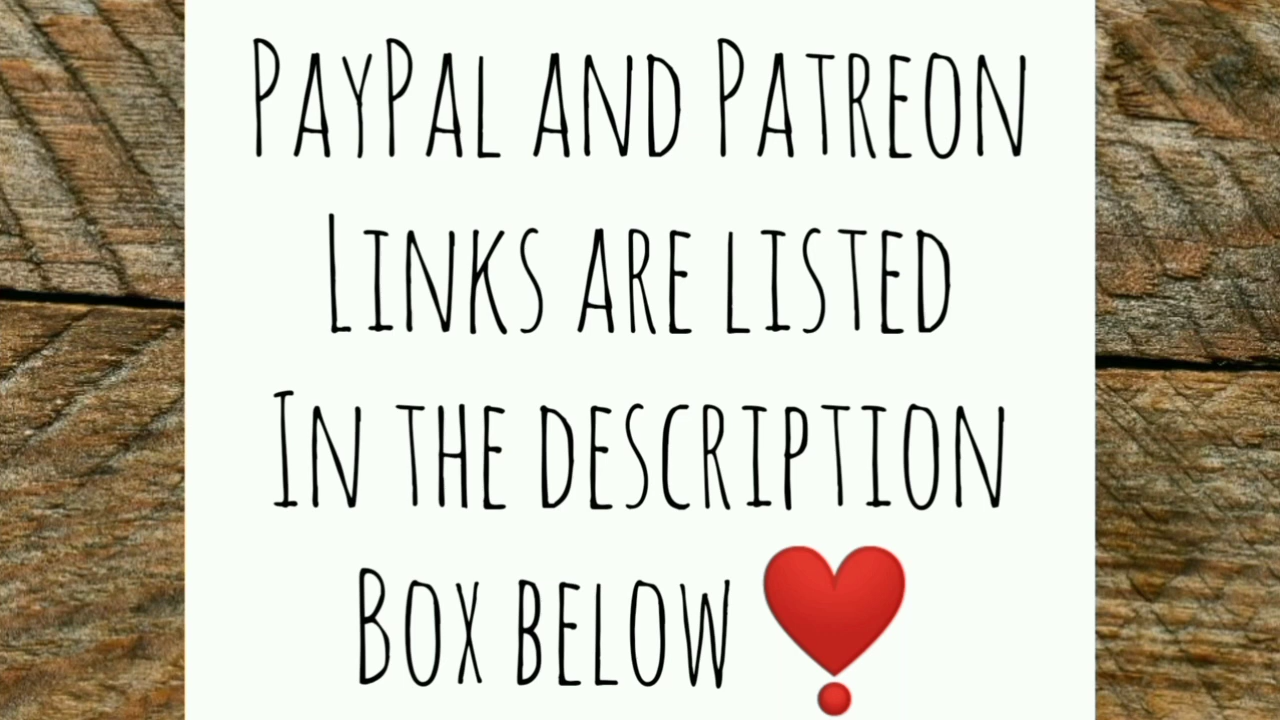 PayPal and Patreon
Links are listed
In the description
Box below ❣